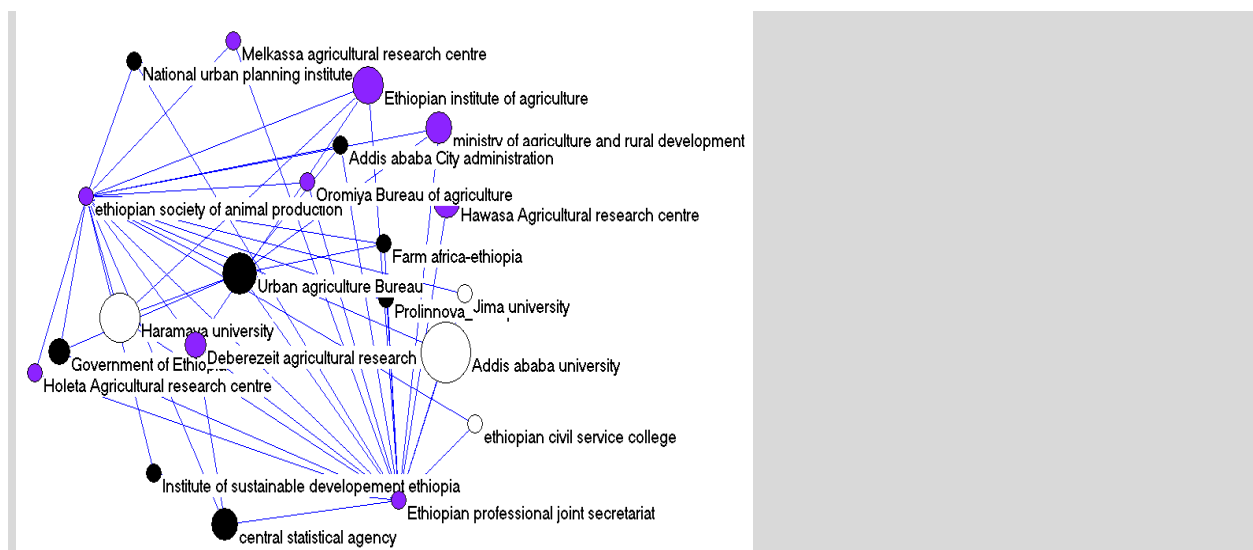 Melkassa agricultural research centre
National urban planning institute
Ethiopian institute of agriculture
ministry of agriculture and rural development
Addis ababa City administration
Oromiya Bureau of agriculture
ethiopian society of animal production
Hawasa Agricultural research centre
Farm africa-ethiopia
Urban agriculture Bureau
Jima university
Prolinnova_
Haramaya university
Deberezeit agricultural research
Government of Ethiopia
Addis ababa university
Holeta Agricultural research centre
ethiopian civil service college
Institute of sustainable developement ethiopia
Ethiopian professional joint secretariat
central statistical agency